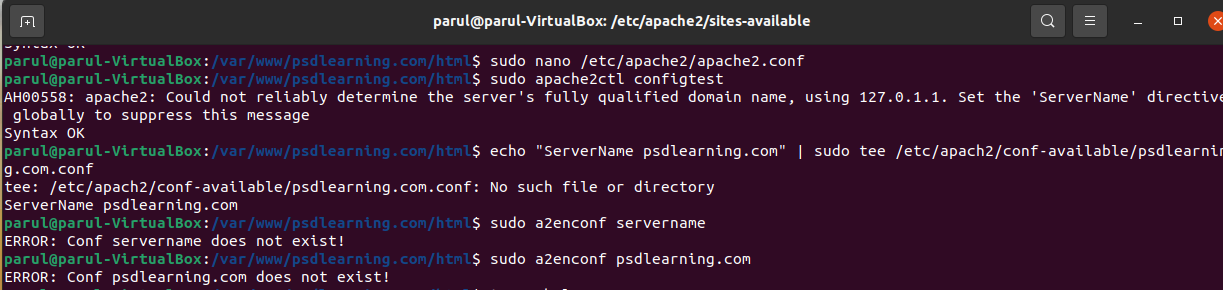 parul@parul-VirtualBox: /etc/apache2/sites-available
Syntax OK
parul@parul-VirtualBox:/var/www/psdlearning.com/html$ sudo nano /etc/apache2/apache2.conf
parul@parul-VirtualBox:/var/www/psdlearning.com/html$ sudo apache2ctl configtest
AH00558: apache2: Could not reliably determine the server's fully qualified domain name, using 127.0.1.1. Set the 'ServerName' directive
globally to suppress this message
Syntax OK
parul@parul-VirtualBox:/var/www/psdlearning.com/html$ echo "ServerName psdlearning.com" | sudo tee /etc/apach2/conf-available/psdlearnin
g.com.conf
tee: /etc/apach2/conf-available/psdlearning.com.conf: No such file or directory
ServerName psdlearning.com
parul@parul-VirtualBox:/var/www/psdlearning.com/html$ sudo a2enconf servername
ERROR: Conf servername does not exist!
parul@parul-VirtualBox:/var/www/psdlearning.com/html$ sudo a2enconf psdlearning.com
ERROR: Conf psdlearning.com does not exist!